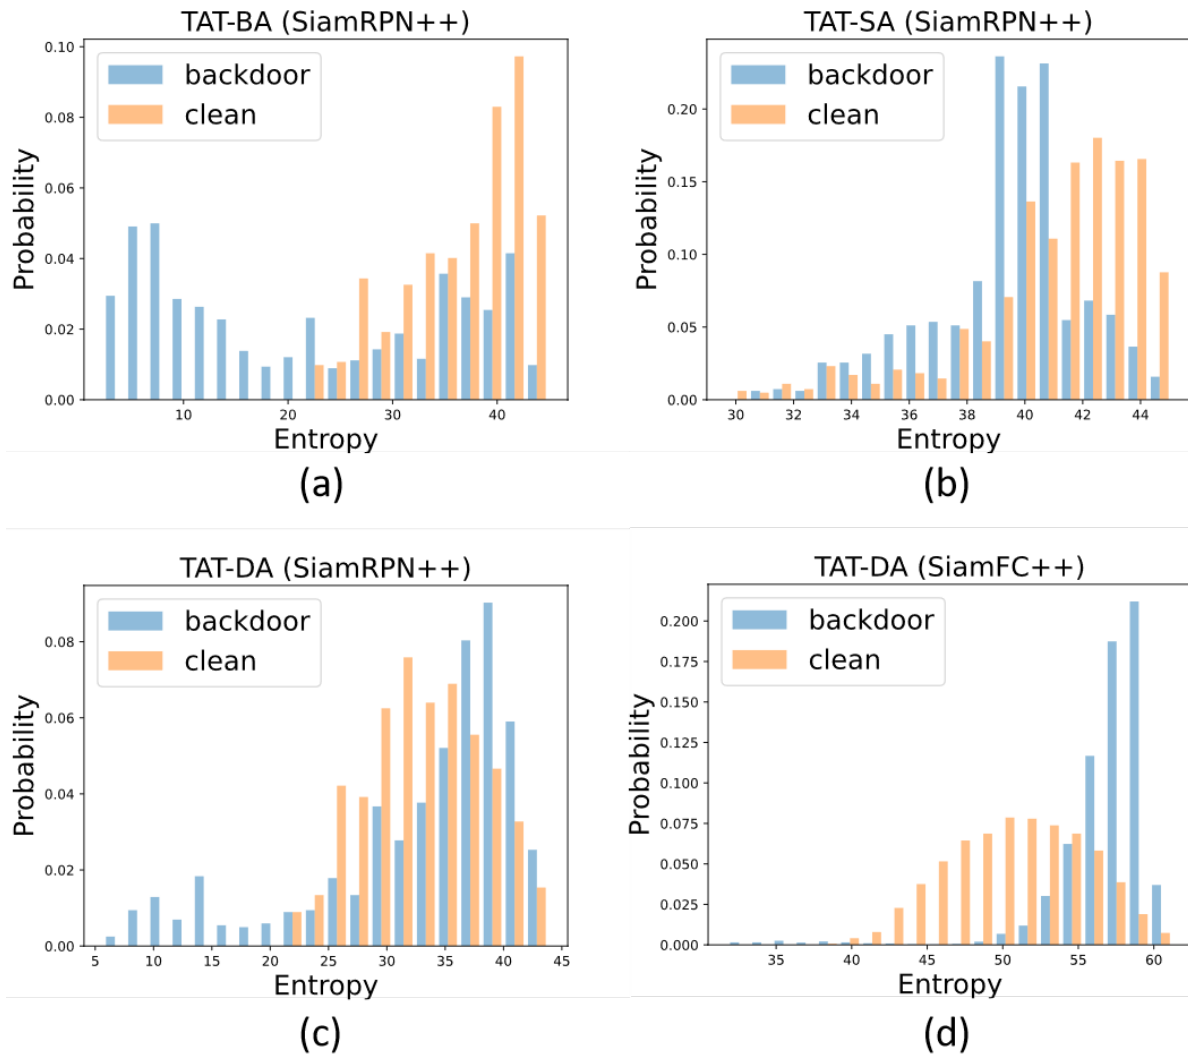 TAT-BA (SiamRPN++)
0.10
0.08
0.06
0.04
0.02
0.00
Probability
backdoor
clean
10 20 30 40
Entropy
(a)
TAT-SA (SiamRPN++)
0.20
0.15
0.10
0.05
0.00
Probability
backdoor
clean
30 32 34 36 38 40 42 44
Entropy
(b)
TAT-DA (SiamRPN++)
0.08
0.06
0.04
0.02
0.00
Probability
backdoor
clean
5 10 15 20 25 30 35 40 45
Entropy
(c)
TAT-DA (SiamFC++)
0.200
0.175
0.150
0.125
0.100
0.075
0.050
0.025
0.000
Probability
backdoor
clean
35 40 45 50 55 60
Entropy
(d)